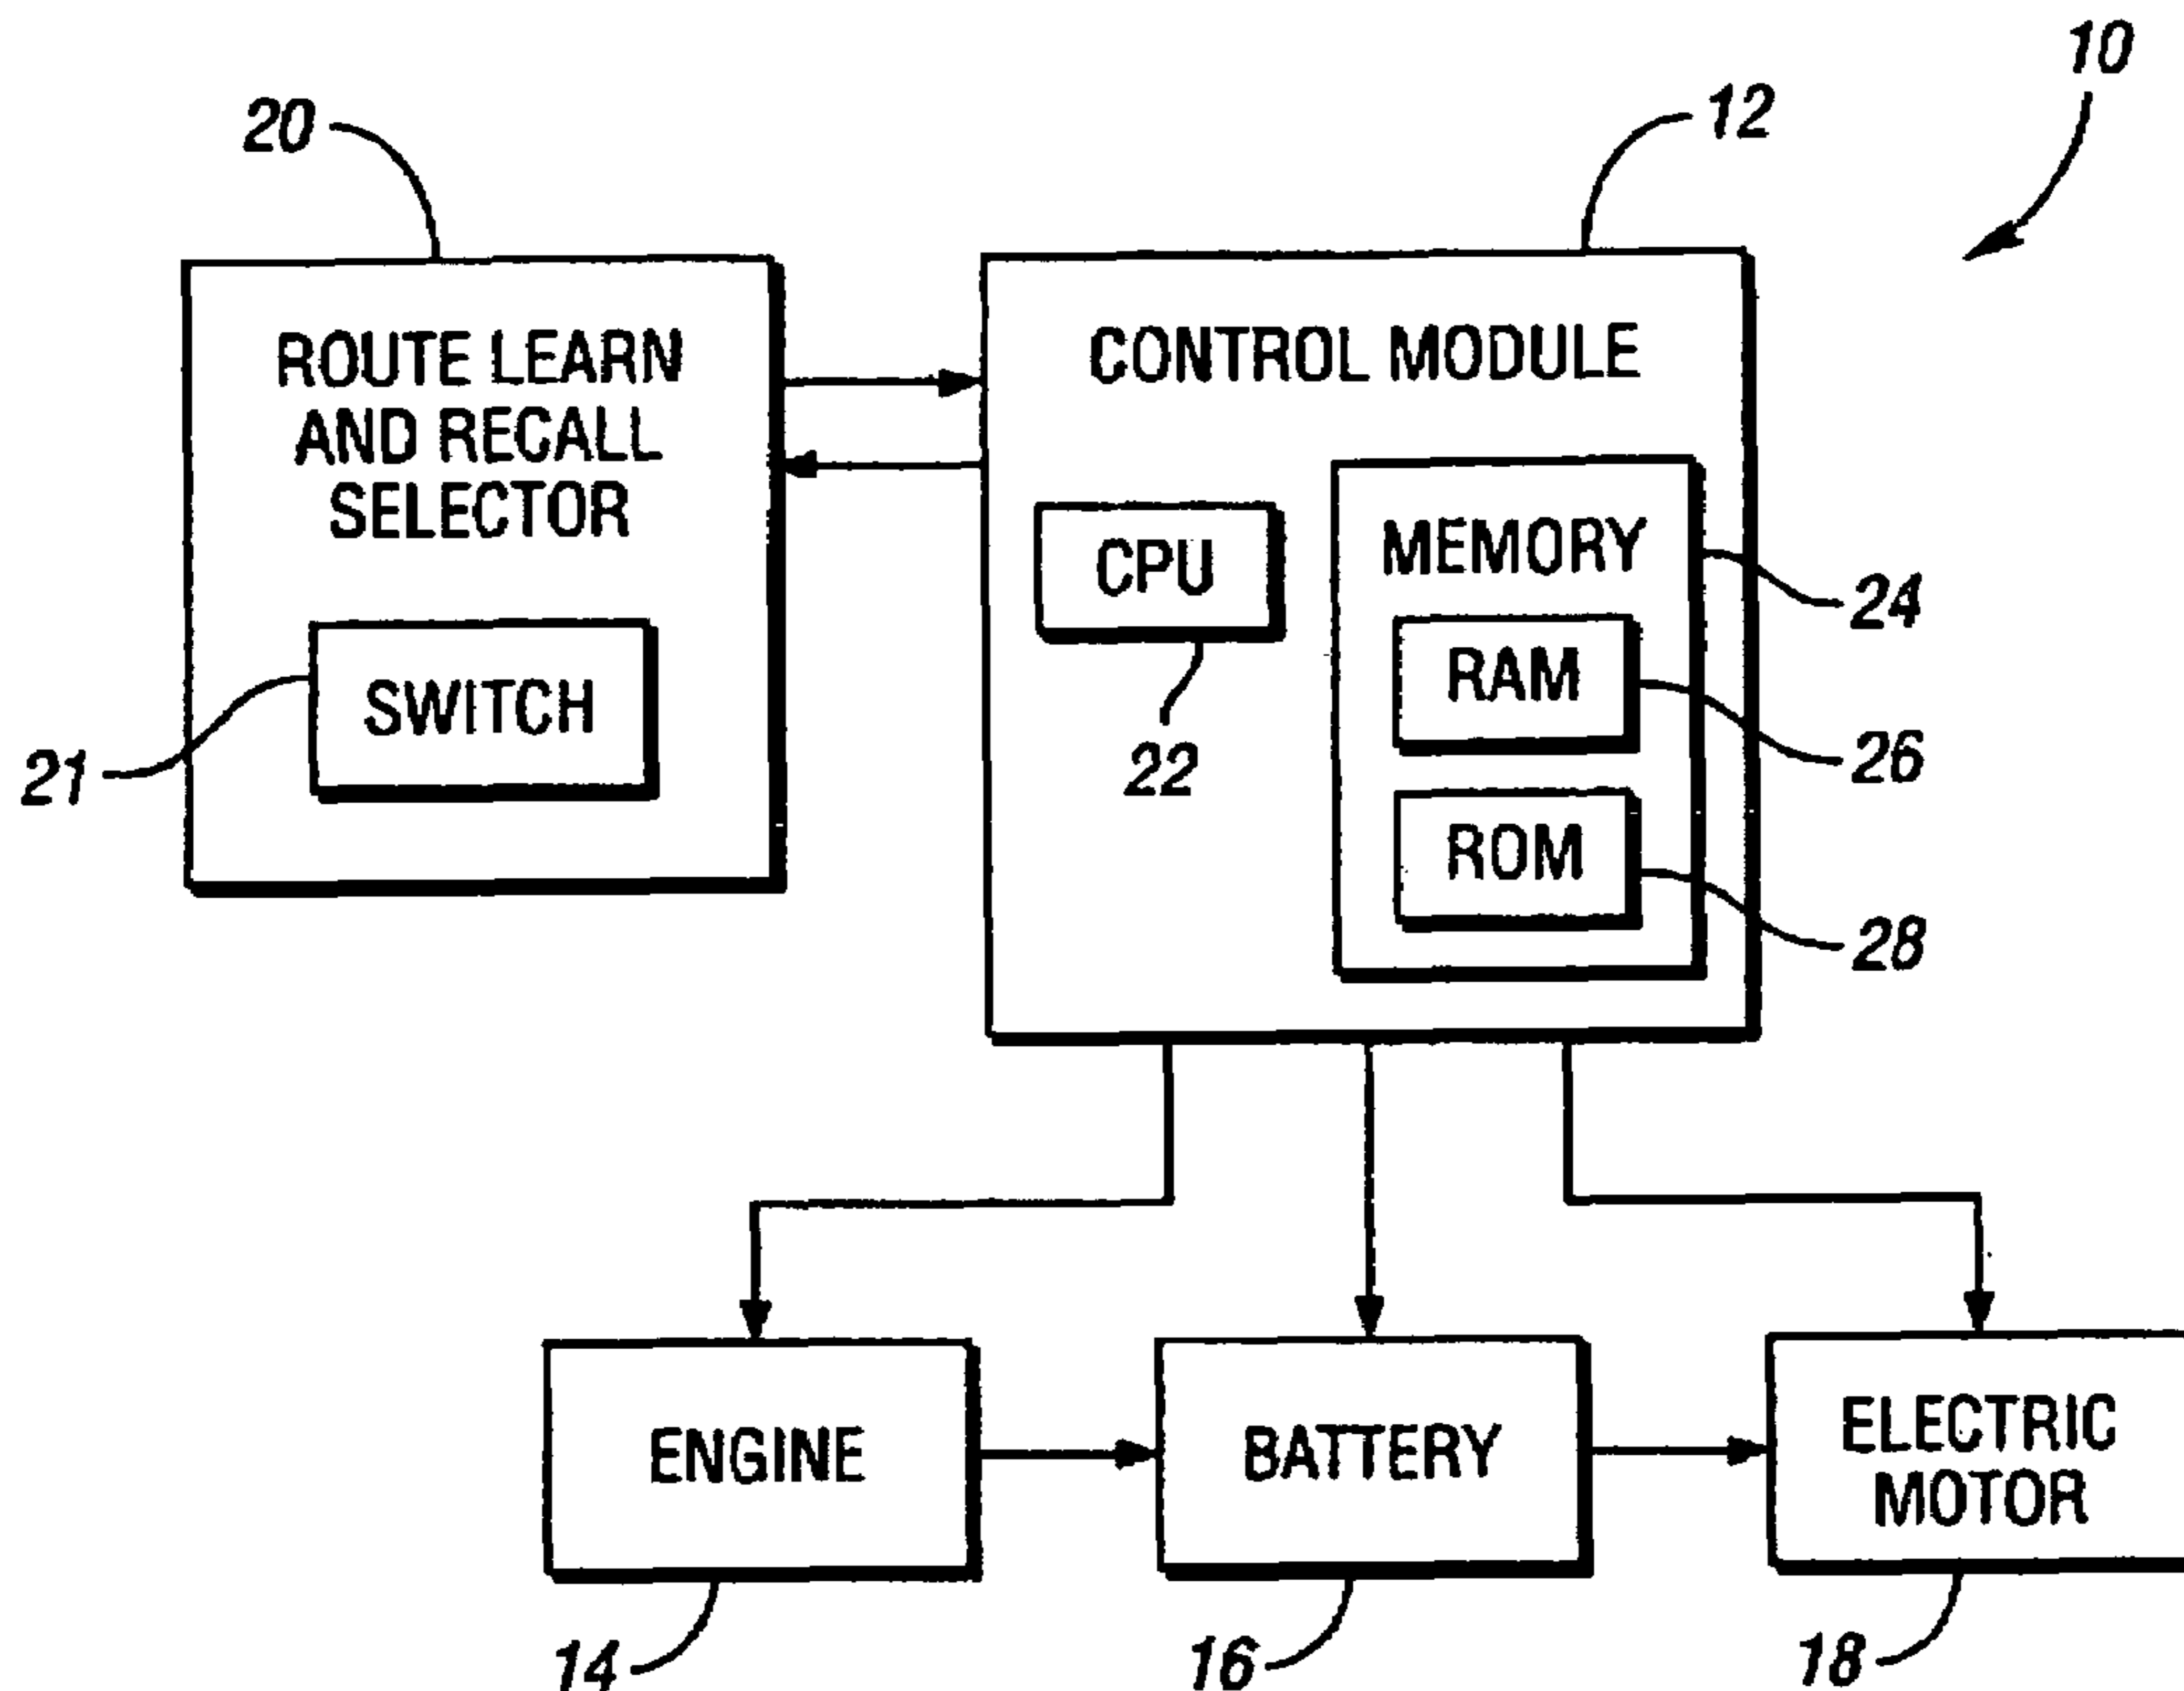 10
20
12
ROUTE LEARN
AND RECALL
SELECTOR
SWITCH
21
CONTROL MODULE
CPU
22
MEMORY
24
RAM
26
ROM
28
ENGINE
14
BATTERY
16
ELECTRIC
MOTOR
18